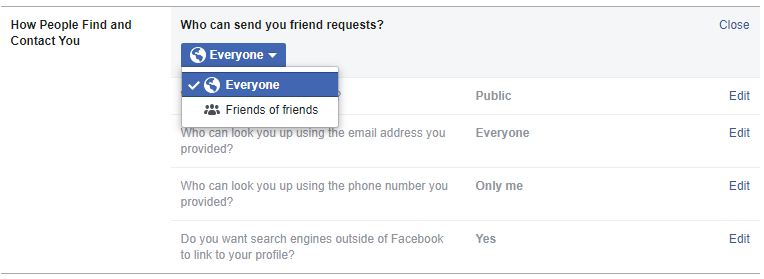 How People Find and
Contact You
Who can send you friend requests?
Close
Everyone
Everyone
Friends of friends
?
Public
Edit
Who can look you up using the email address you
provided?
Everyone
Edit
Who can look you up using the phone number you
provided?
Only me
Edit
Do you want search engines outside of Facebook
to link to your profile?
Yes
Edit